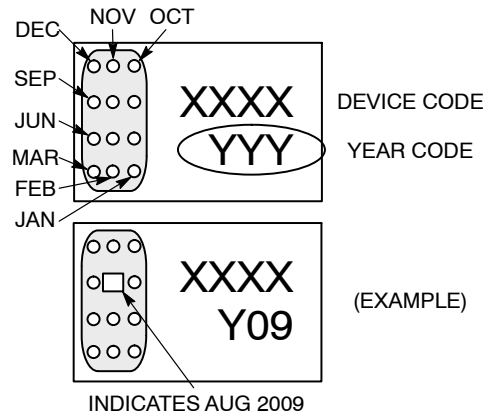 NOV OCT
DEC
SEP
JUN
MAR
FEB
JAN
XXXX DEVICE CODE
YYY YEAR CODE
XXXX
Y09
(EXAMPLE)
INDICATES AUG 2009